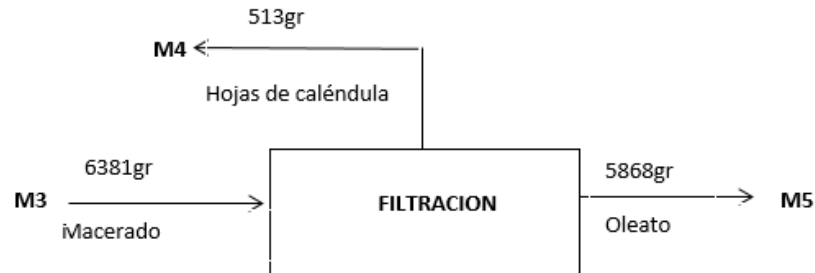 513gr
M4
Hojas de caléndula
6381gr
M3
Macerado
FILTRACION
5868gr
M5
Oleato